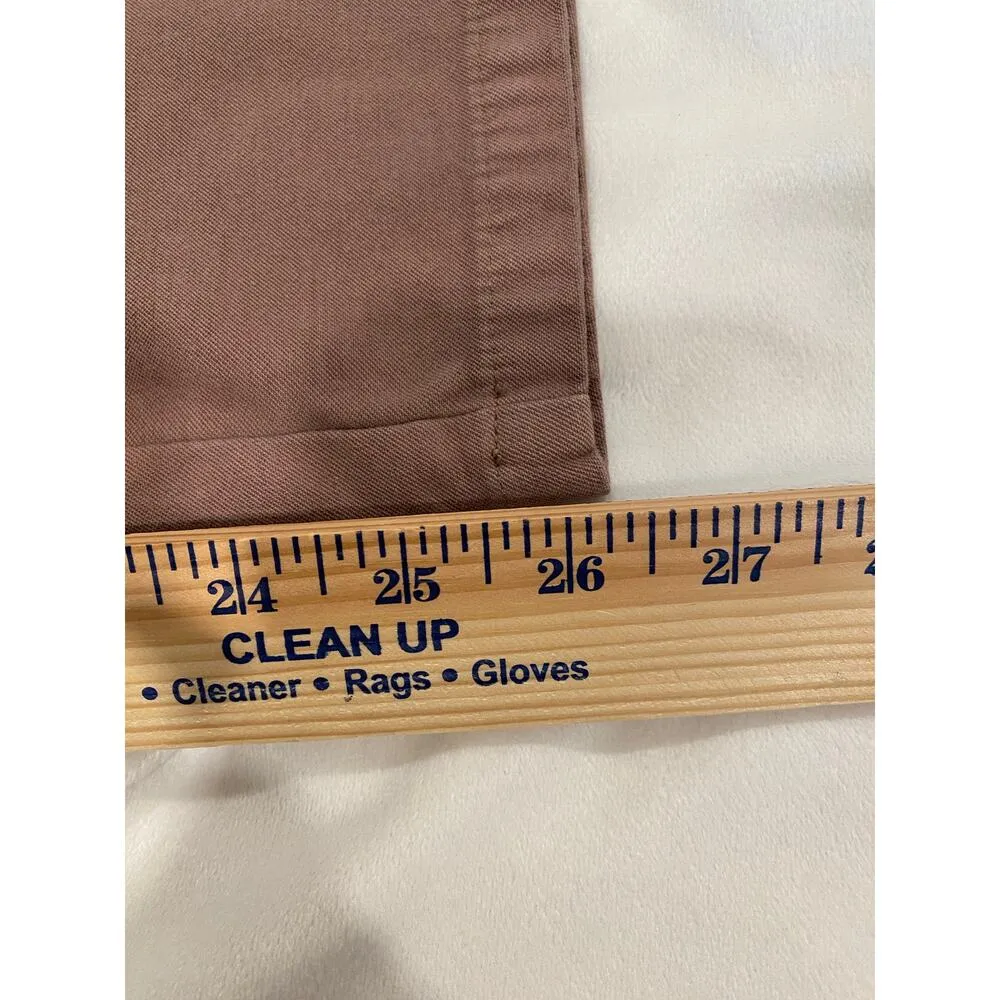 24 25 26 27
CLEAN UP
• Cleaner • Rags • Gloves